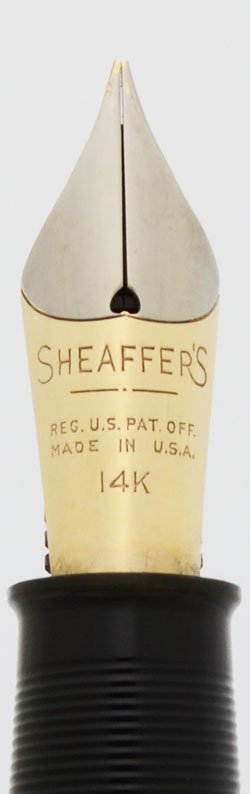 SHEAFFER'S
REG. U.S. PAT. OFF.
MADE IN U.S.A.
14K